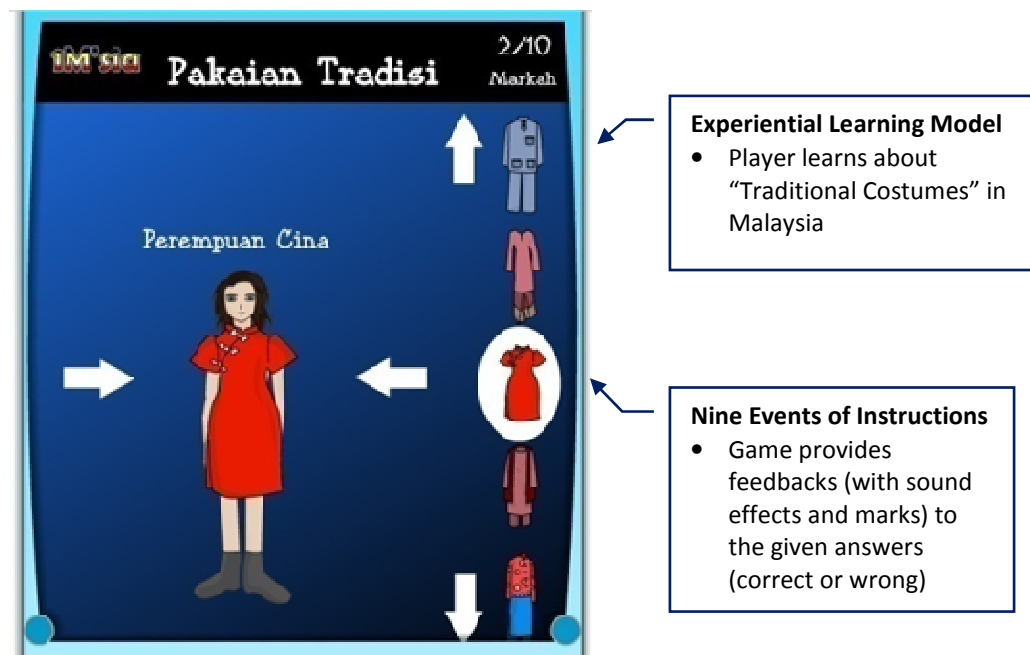 1M'sia
Pakaian Tradisi
2/10
Markah
Perempuan Cina
Experiential Learning Model
• Player learns about
“Traditional Costumes” in
Malaysia
Nine Events of Instructions
• Game provides
feedbacks (with sound
effects and marks) to
the given answers
(correct or wrong)